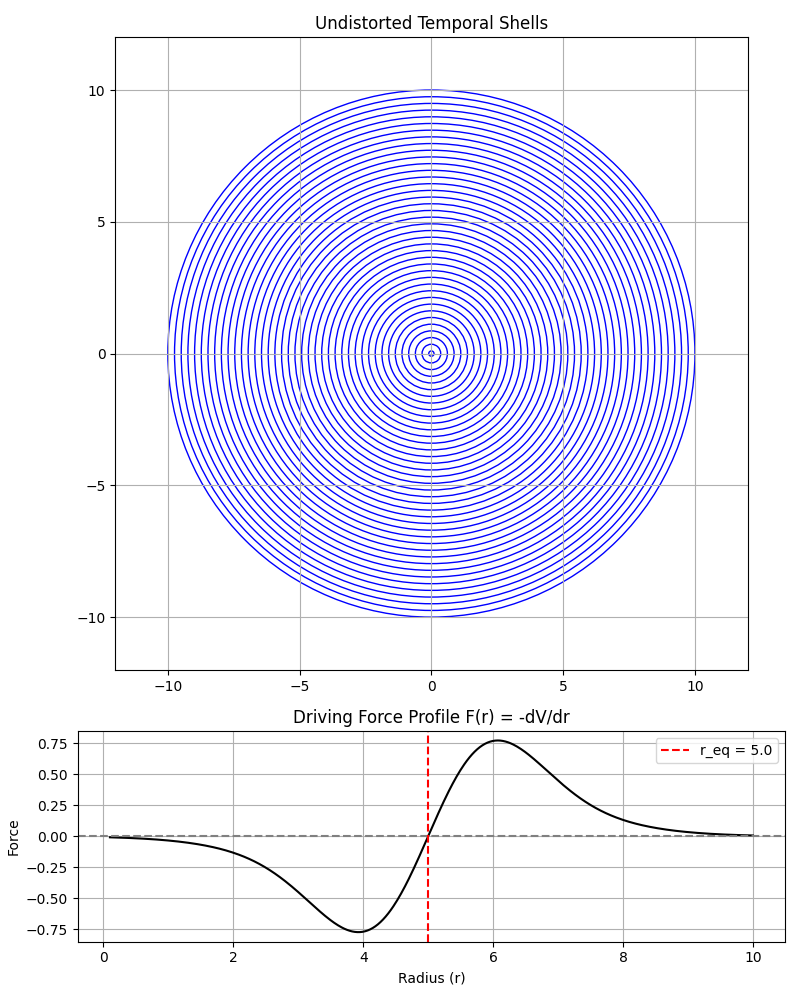 Undistorted Temporal Shells
10
5
0
−5
−10
−10 −5 0 5 10
Driving Force Profile F(r) = -dV/dr
r_eq = 5.0
0.75
0.50
0.25
0.00
−0.25
−0.50
−0.75
Force
0 2 4 6 8 10
Radius (r)